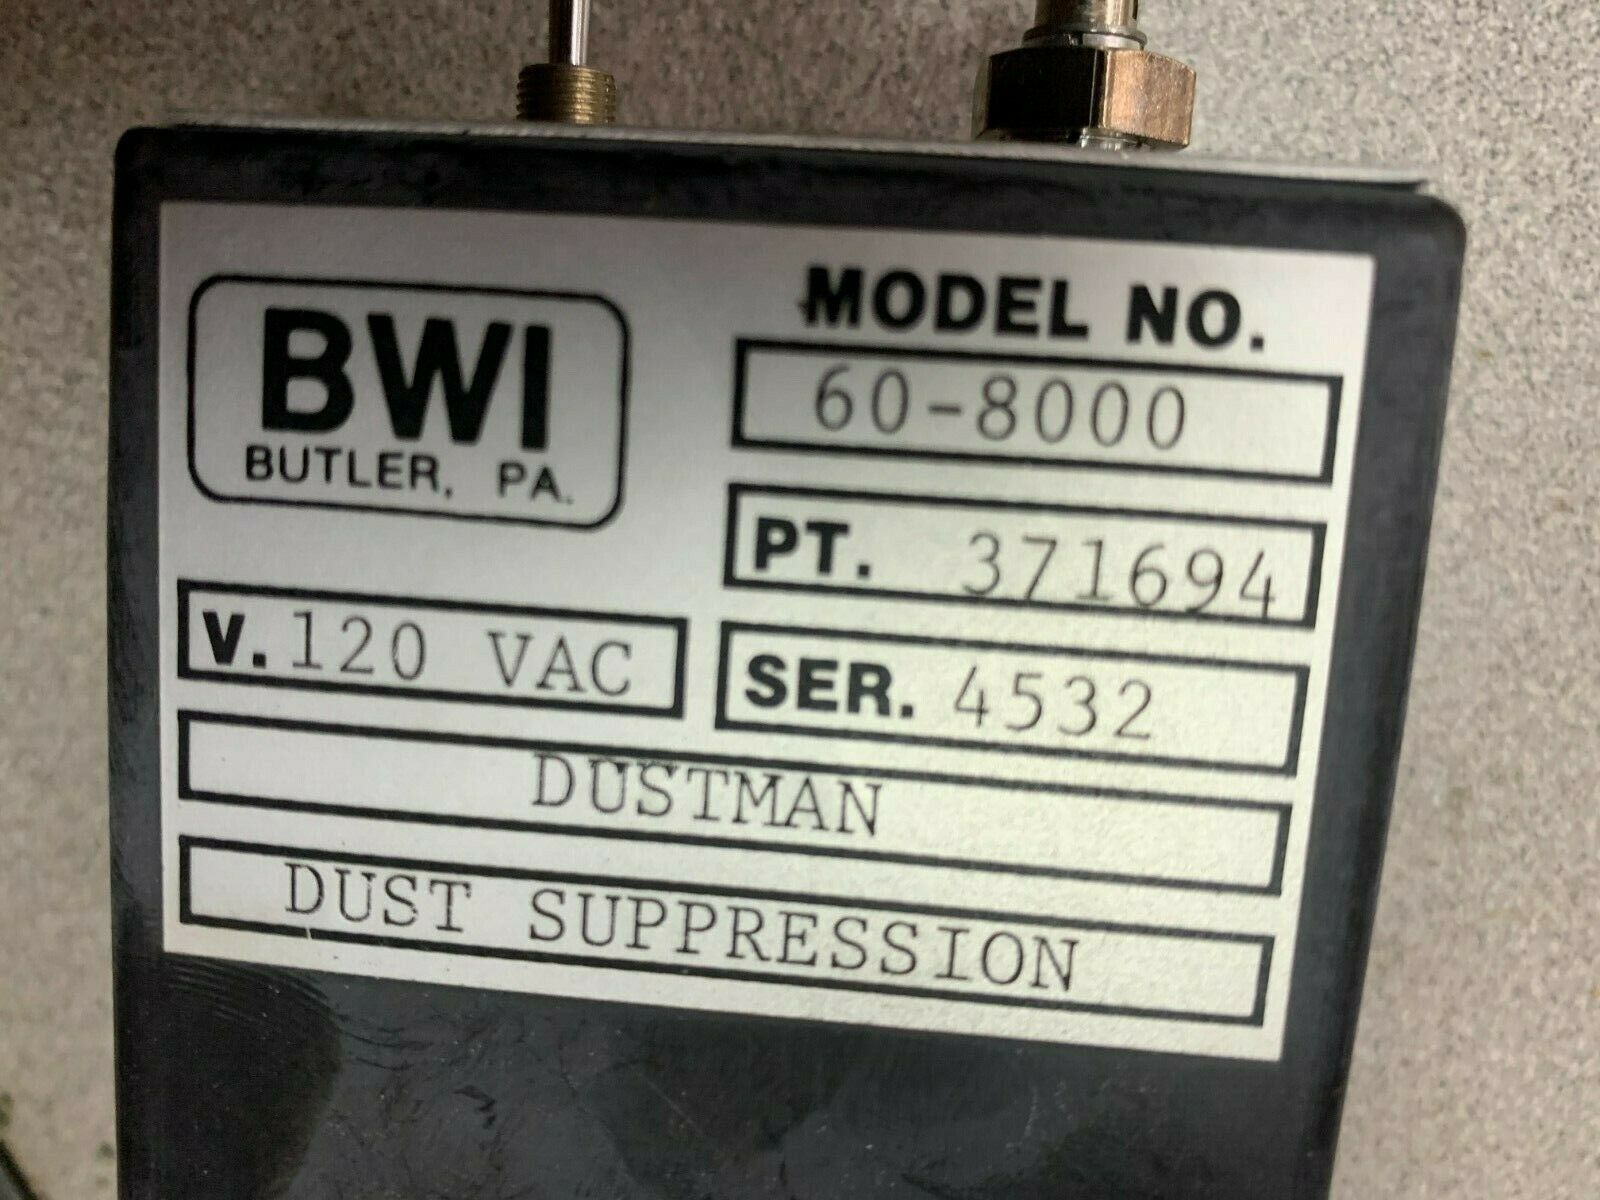 BWI
BUTLER, PA.
MODEL NO.
60-8000
PT. 371694
V. 120 VAC
SER. 4532
DUSTMAN
DUST SUPPRESSION